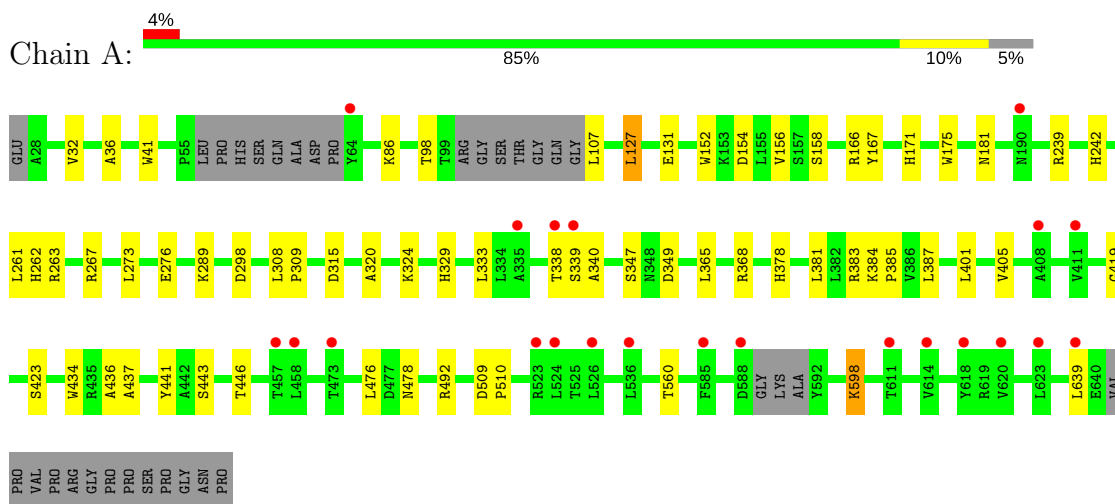 4%
Chain A:
85% 10% 5%
GLU A28 V32 A36 W41 P55 LEU PRO HIS SER GLN ALA ASP PRO Y64 K86 T98 T99 ARG GLY SER THR GLY GLN GLY L107 L127 E131 W152 K153 D154 L155 V156 S157 S158 R166 Y167 H171 W175 N181 N190 R239 H242
L261 H262 R263 R267 L273 E276 K289 D298 L308 P309 D315 A320 K324 H329 L333 L334 A335 T338 S339 A340 S347 N348 D349 L365 R368 H378 L381 L382 R383 K384 P385 V386 L387 L401 V405 A408 V411
S423 W434 R435 A436 A437 Y441 A442 S443 T446 T457 L458 T473 L476 D477 N478 R492 D509 P510 R523 L524 T525 L526 L536 T560 F585 D588 GLY LYS ALA Y592 K598 T611 V614 Y618 R619 V620 L623 L639 E640 VAL
PRO VAL PRO ARG GLY PRO PRO SER PRO GLY ASN PRO